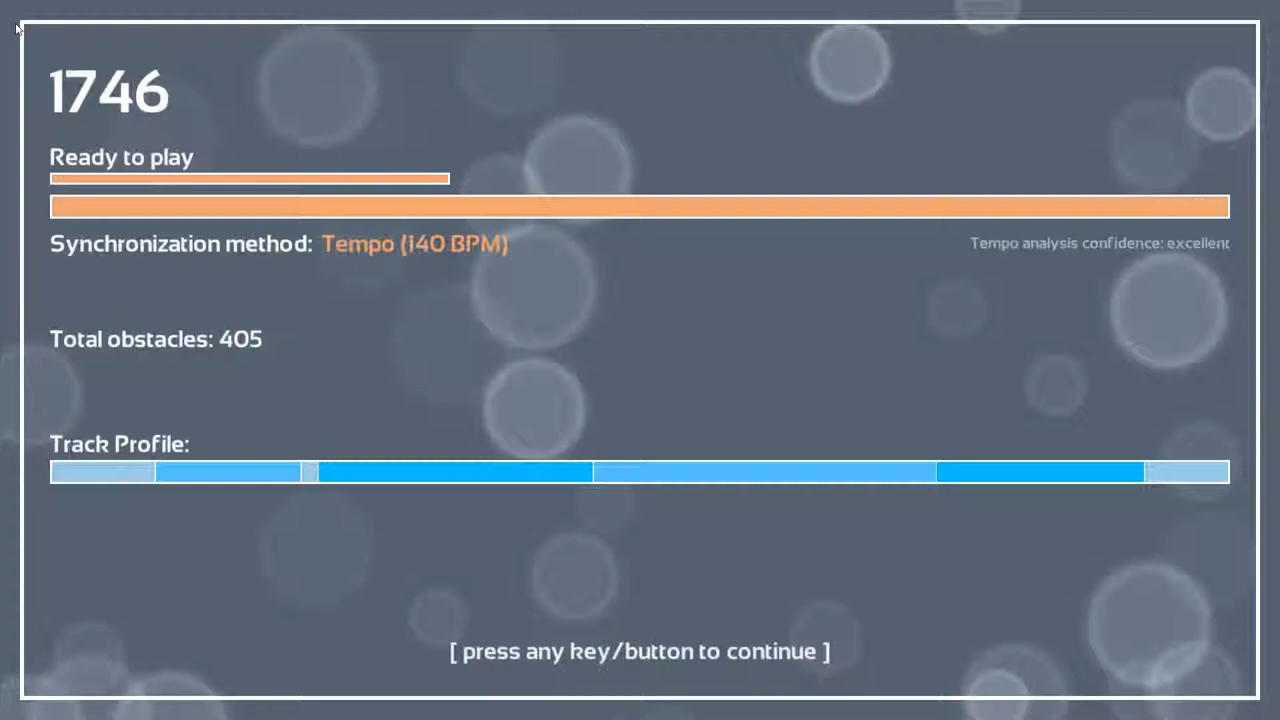 1746
Ready to play
Synchronization method: Tempo (140 BPM)
Tempo analysis confidence: excellent
Total obstacles: 405
Track Profile:
[ press any key/button to continue ]